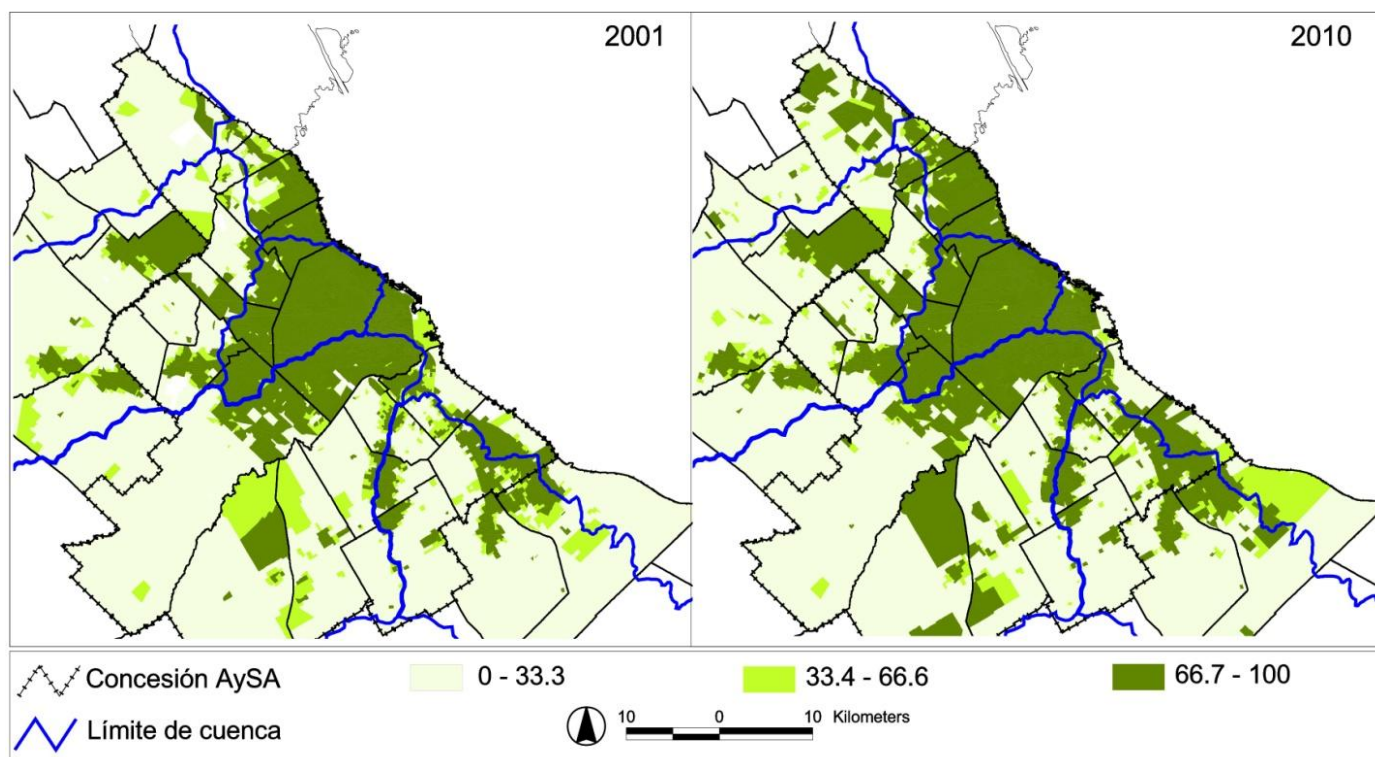 2001
2010
Concesión AySA
0 - 33.3
33.4 - 66.6
66.7 - 100
Límite de cuenca
10 0 10 Kilometers